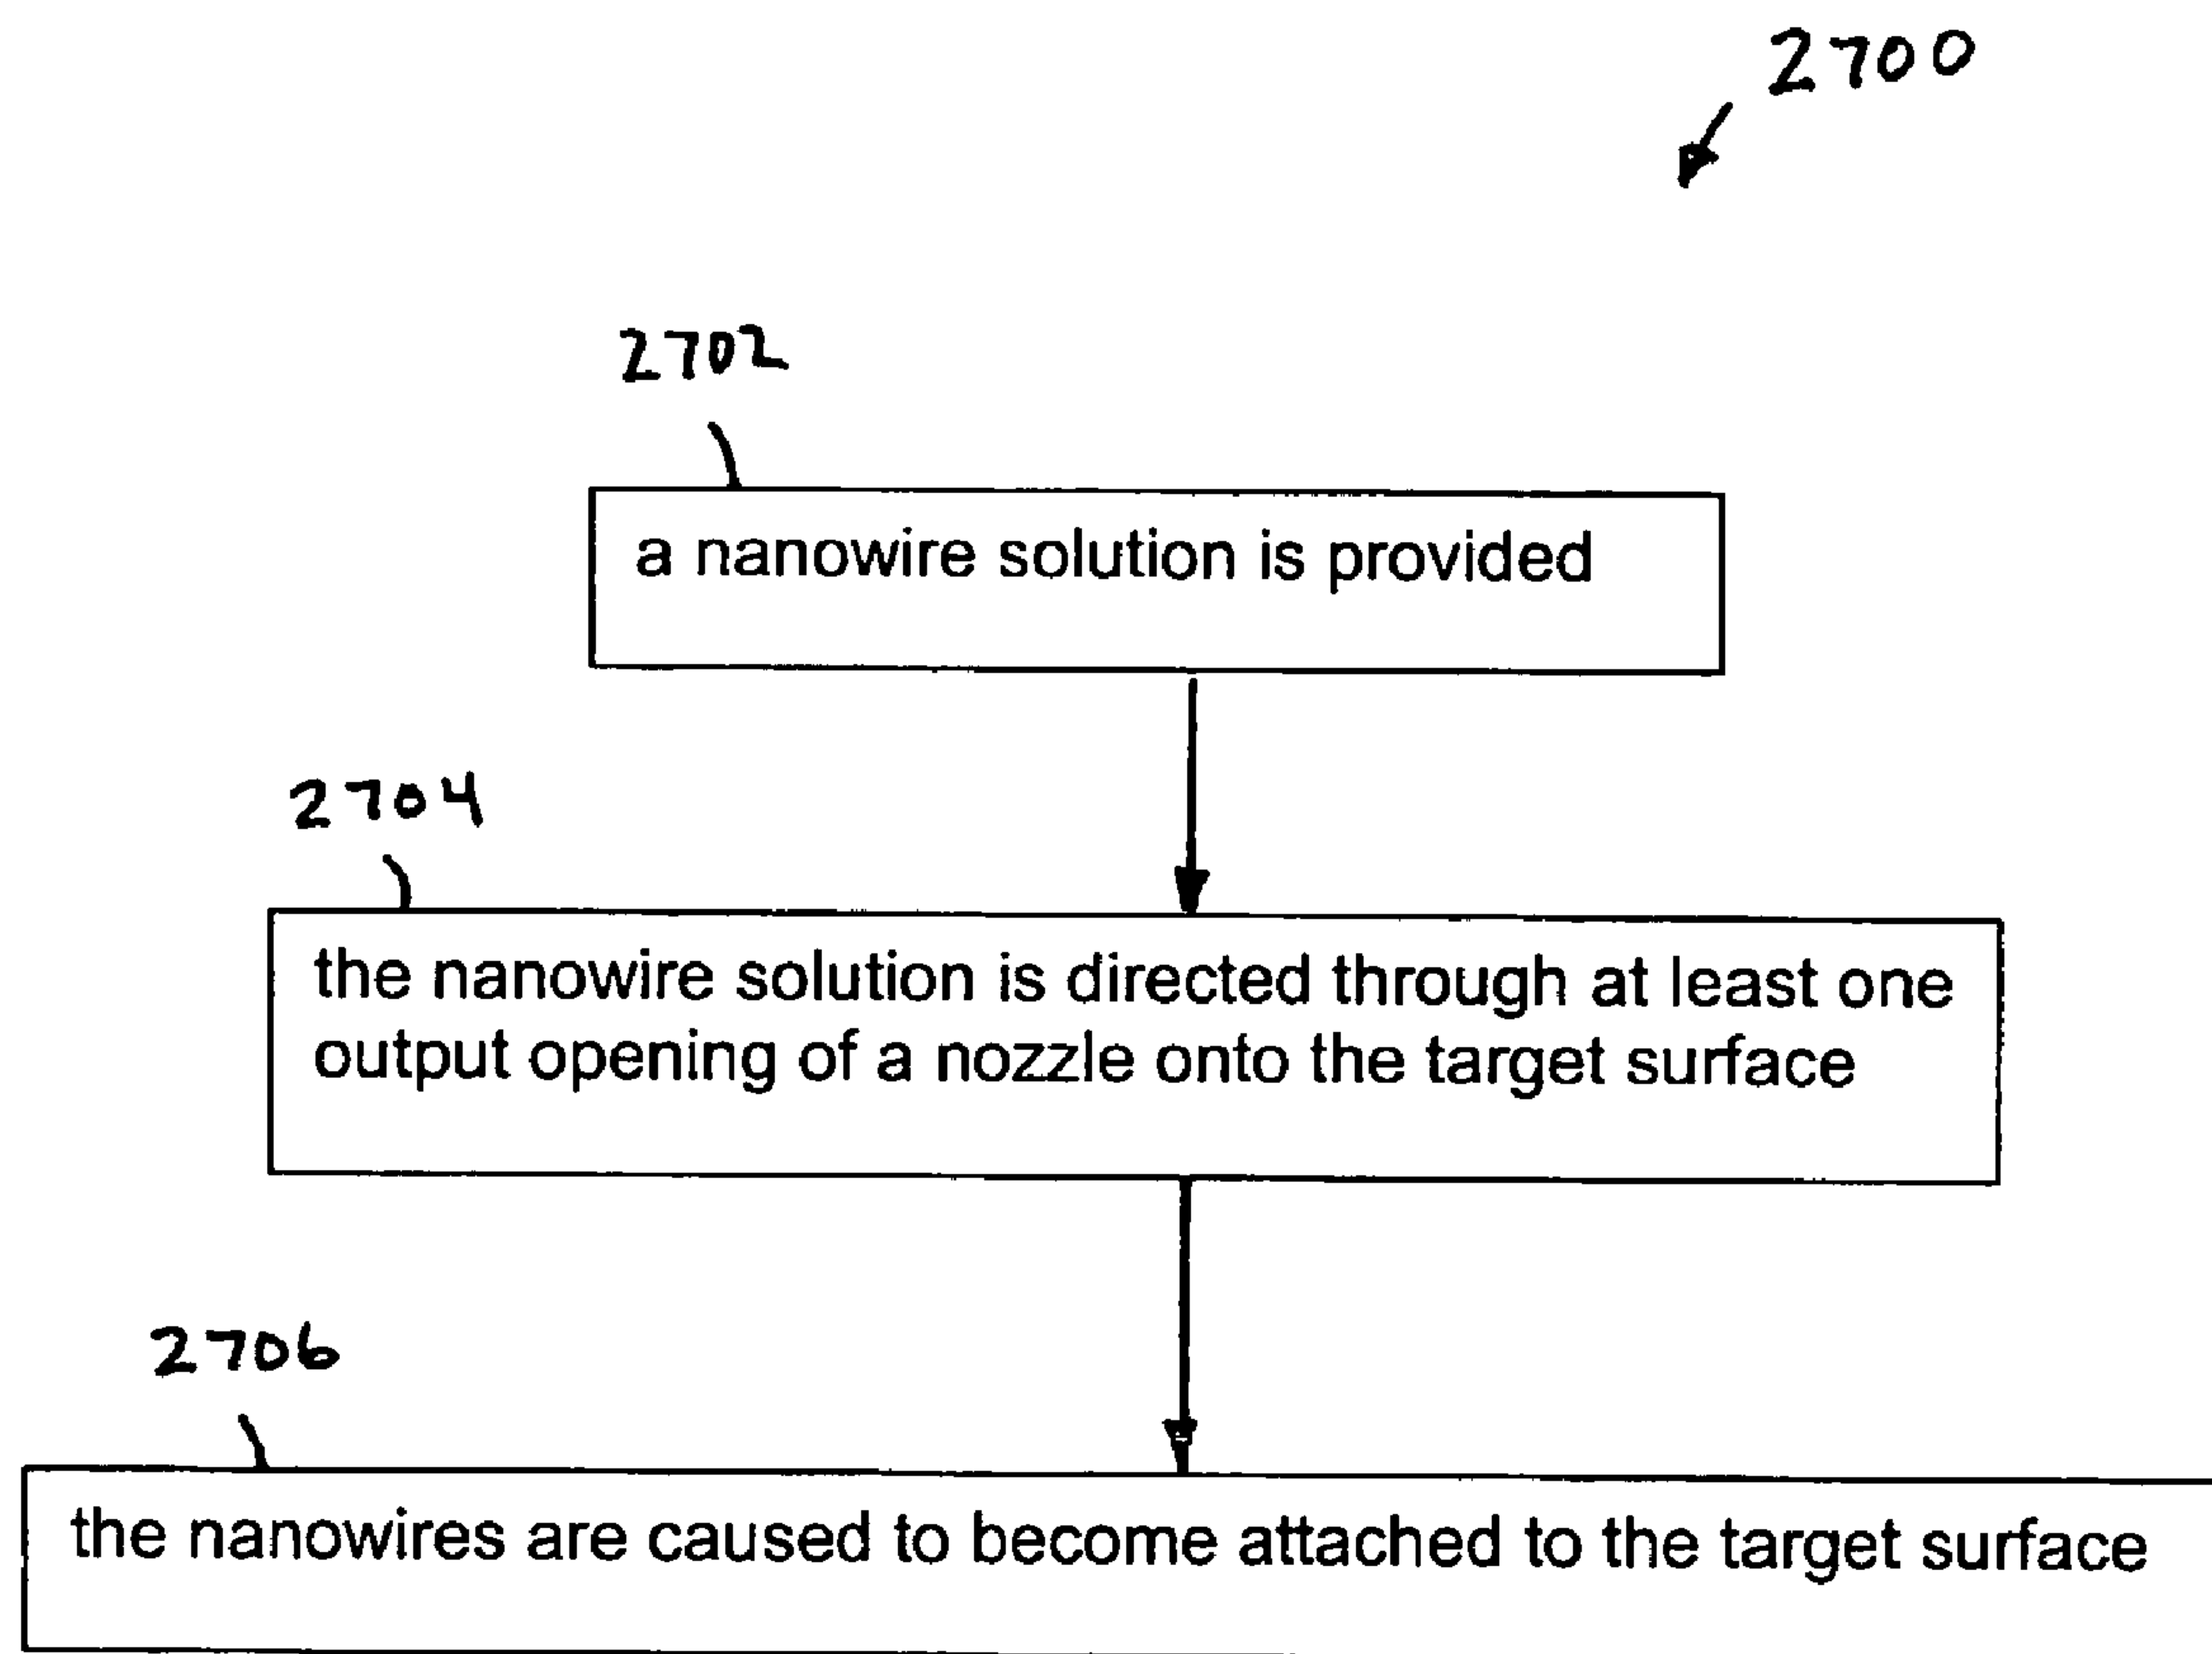 2700
2702
a nanowire solution is provided
2704
the nanowire solution is directed through at least one
output opening of a nozzle onto the target surface
2706
the nanowires are caused to become attached to the target surface